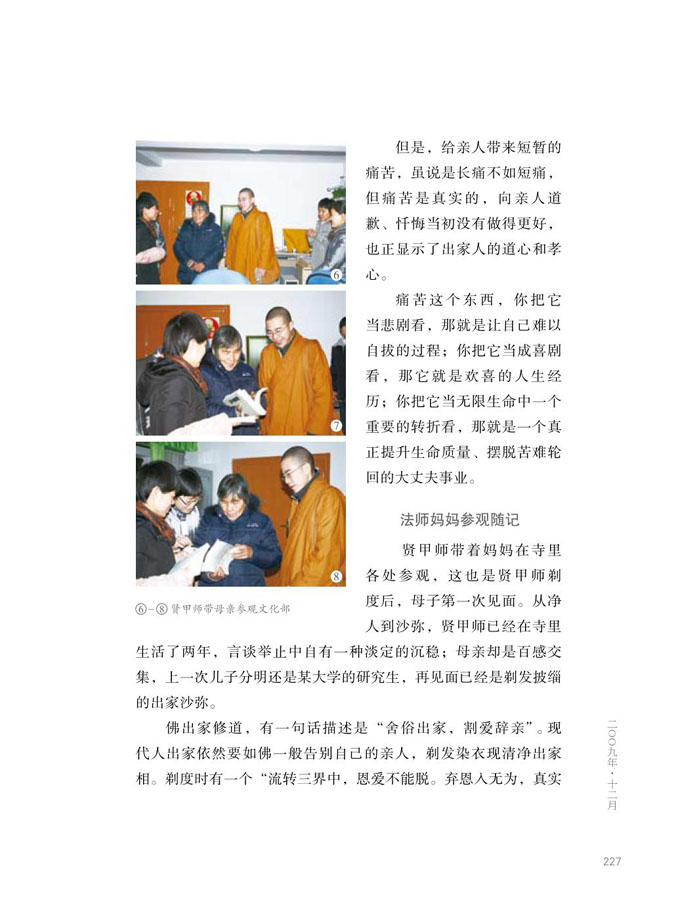 但是，给亲人带来短暂的
痛苦，虽说是长痛不如短痛，
但痛苦是真实的，向亲人道
歉、忏悔当初没有做得更好，
也正显示了出家人的道心和孝
心。
痛苦这个东西，你把它
当悲剧看，那就是让自己难以
自拔的过程；你把它当成喜剧
看，那它就是欢喜的人生经
历；你把它当无限生命中一个
重要的转折看，那就是一个真
正提升生命质量、摆脱苦难轮
回的大丈夫事业。
⑥
⑦
⑧
⑥–⑧ 贤甲师带母亲参观文化部
法师妈妈参观随记
贤甲师带着妈妈在寺里
各处参观，这也是贤甲师剃
度后，母子第一次见面。从净
人到沙弥，贤甲师已经在寺里
生活了两年，言谈举止中自有一种淡定的沉稳；母亲却是百感交
集，上一次儿子分明还是某大学的研究生，再见面已经是剃发披缁
的出家沙弥。
佛出家修道，有一句话描述是“舍俗出家，割爱辞亲”。现
代人出家依然要如佛一般告别自己的亲人，剃发染衣现清净出家
相。剃度时有一个“流转三界中，恩爱不能脱。弃恩入无为，真实
二〇〇九年·十二月
227